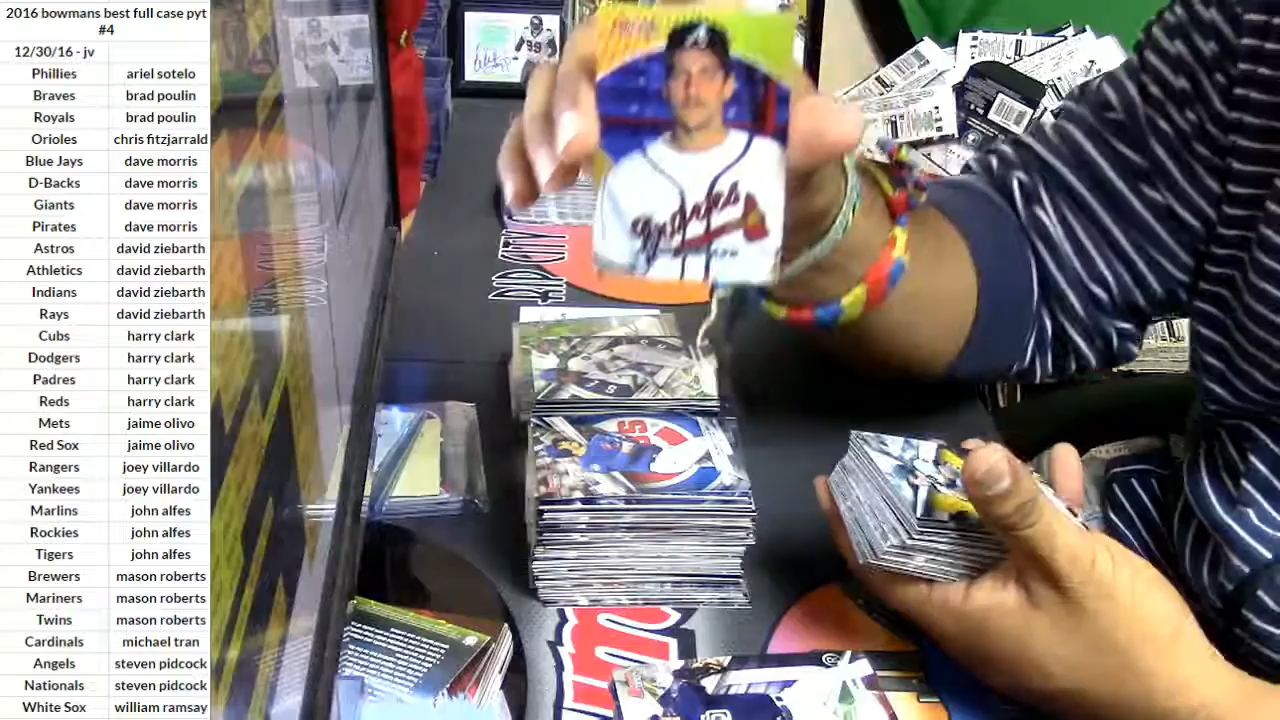 2016 bowmans best full case pyt
#4
12/30/16 - jv
Phillies ariel sotelo
Braves brad poulin
Royals brad poulin
Orioles chris fitzjarrald
Blue Jays dave morris
D-Backs dave morris
Giants dave morris
Pirates dave morris
Astros david ziebarth
Athletics david ziebarth
Indians david ziebarth
Rays david ziebarth
Cubs harry clark
Dodgers harry clark
Padres harry clark
Reds harry clark
Mets jaime olivo
Red Sox jaime olivo
Rangers joey villardo
Yankees joey villardo
Marlins john alfes
Rockies john alfes
Tigers john alfes
Brewers mason roberts
Mariners mason roberts
Twins mason roberts
Cardinals michael tran
Angels steven pidcock
Nationals steven pidcock
White Sox william ramsay
99
Braves
RIP CITY